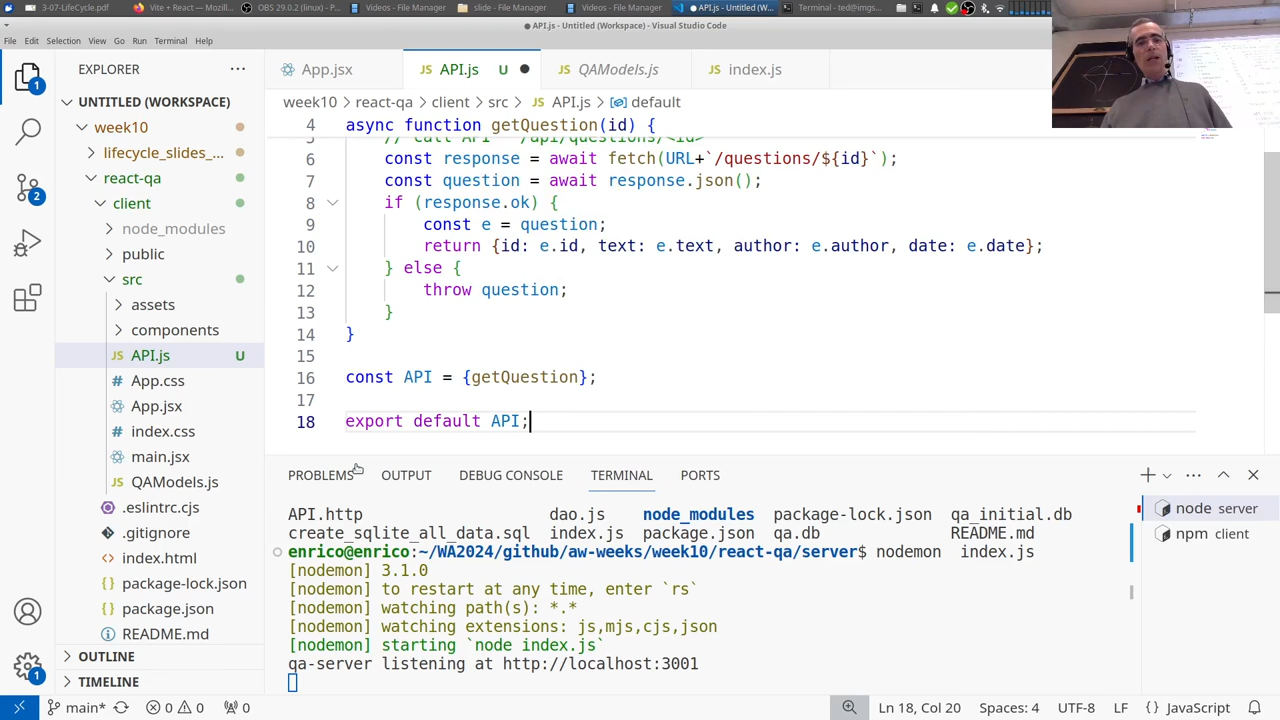 3-07-LifeCycle.pdf
Vite + React — Mozill...
OBS 29.0.2 (linux) - P...
Videos - File Manager
slide - File Manager
Videos - File Manager
● API.js - Untitled (W...
Terminal - ted@imgs...
● API.js - Untitled (Workspace) - Visual Studio Code
File Edit Selection View Go Run Terminal Help
EXPLORER
App.jsx
JS API.js
JS QAModels.js
JS index.js
UNTITLED (WORKSPACE)
week10
lifecycle_slides_...
react-qa
client
node_modules
public
src
assets
components
JS API.js U
# App.css
App.jsx
# index.css
main.jsx
JS QAModels.js
.eslintrc.cjs
.gitignore
<> index.html
package-lock.json
package.json
README.md
OUTLINE
TIMELINE
1
2
1
week10 > react-qa > client > src > JS API.js > default
4 async function getQuestion(id) {
// call API /api/questions/<id>
6 const response = await fetch(URL+`/questions/${id}`);
7 const question = await response.json();
8 if (response.ok) {
9 const e = question;
10 return {id: e.id, text: e.text, author: e.author, date: e.date};
11 } else {
12 throw question;
13 }
14 }
15
16 const API = {getQuestion};
17
18 export default API;
PROBLEMS OUTPUT DEBUG CONSOLE TERMINAL PORTS
API.http dao.js node_modules package-lock.json qa_initial.db
create_sqlite_all_data.sql index.js package.json qa.db README.md
enrico@enrico:~/WA2024/github/aw-weeks/week10/react-qa/server$ nodemon index.js
[nodemon] 3.1.0
[nodemon] to restart at any time, enter `rs`
[nodemon] watching path(s): *.*
[nodemon] watching extensions: js,mjs,cjs,json
[nodemon] starting `node index.js`
qa-server listening at http://localhost:3001
node server
npm client
main* 0 0 0 Ln 18, Col 20 Spaces: 4 UTF-8 LF {} JavaScript